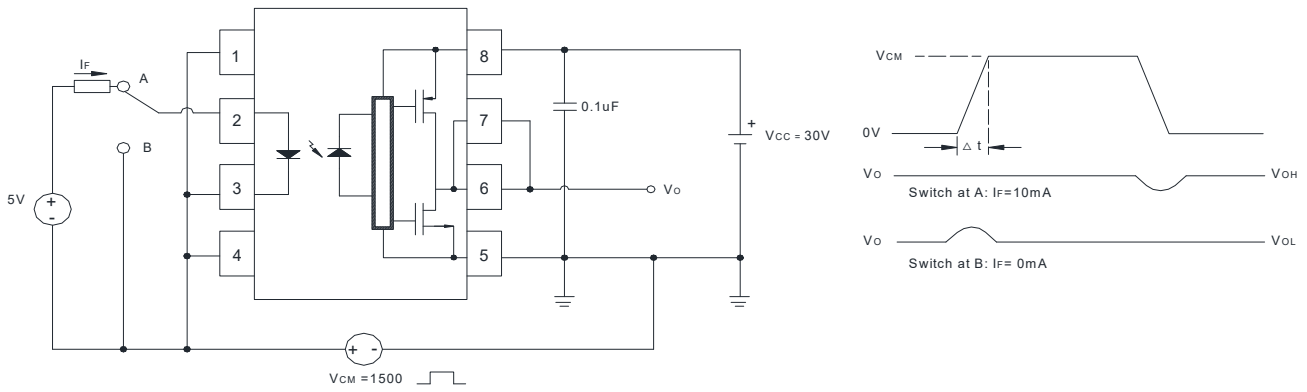 IF
A
B
5V
+
-
1
2
3
4
8
7
6
5
0.1uF
+
VCC = 30V
VO
+ -
VCM =1500
VCM
0V
△ t
VO
VOH
Switch at A: IF=10mA
VO
VOL
Switch at B: IF= 0mA